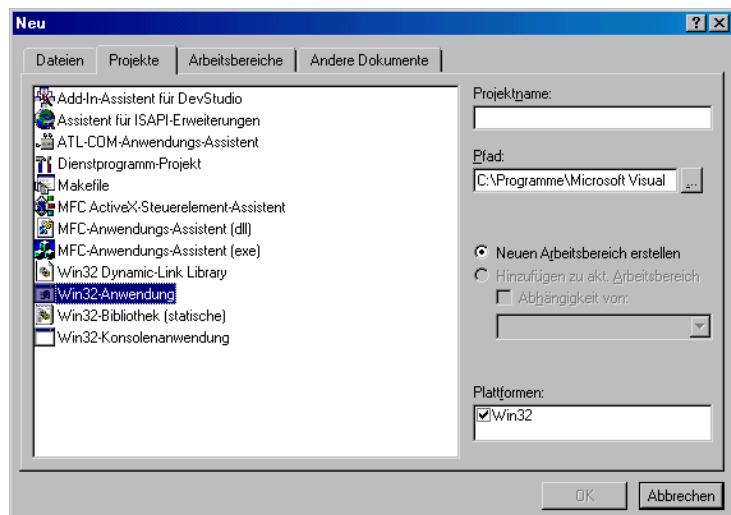 Neu
Dateien Projekte Arbeitsbereiche Andere Dokumente
Add-In-Assistent für DevStudio
Assistent für ISAPI-Erweiterungen
ATL-COM-Anwendungs-Assistent
Dienstprogramm-Projekt
Makefile
MFC ActiveX-Steuerelement-Assistent
MFC-Anwendungs-Assistent (dll)
MFC-Anwendungs-Assistent (exe)
Win32 Dynamic-Link Library
Win32-Anwendung
Win32-Bibliothek (statische)
Win32-Konsolenanwendung
Projektname:
Pfad:
C:\Programme\Microsoft Visual ...
Neuen Arbeitsbereich erstellen
Hinzufügen zu akt. Arbeitsbereich
Abhängigkeit von:
Plattformen:
Win32
OK Abbrechen